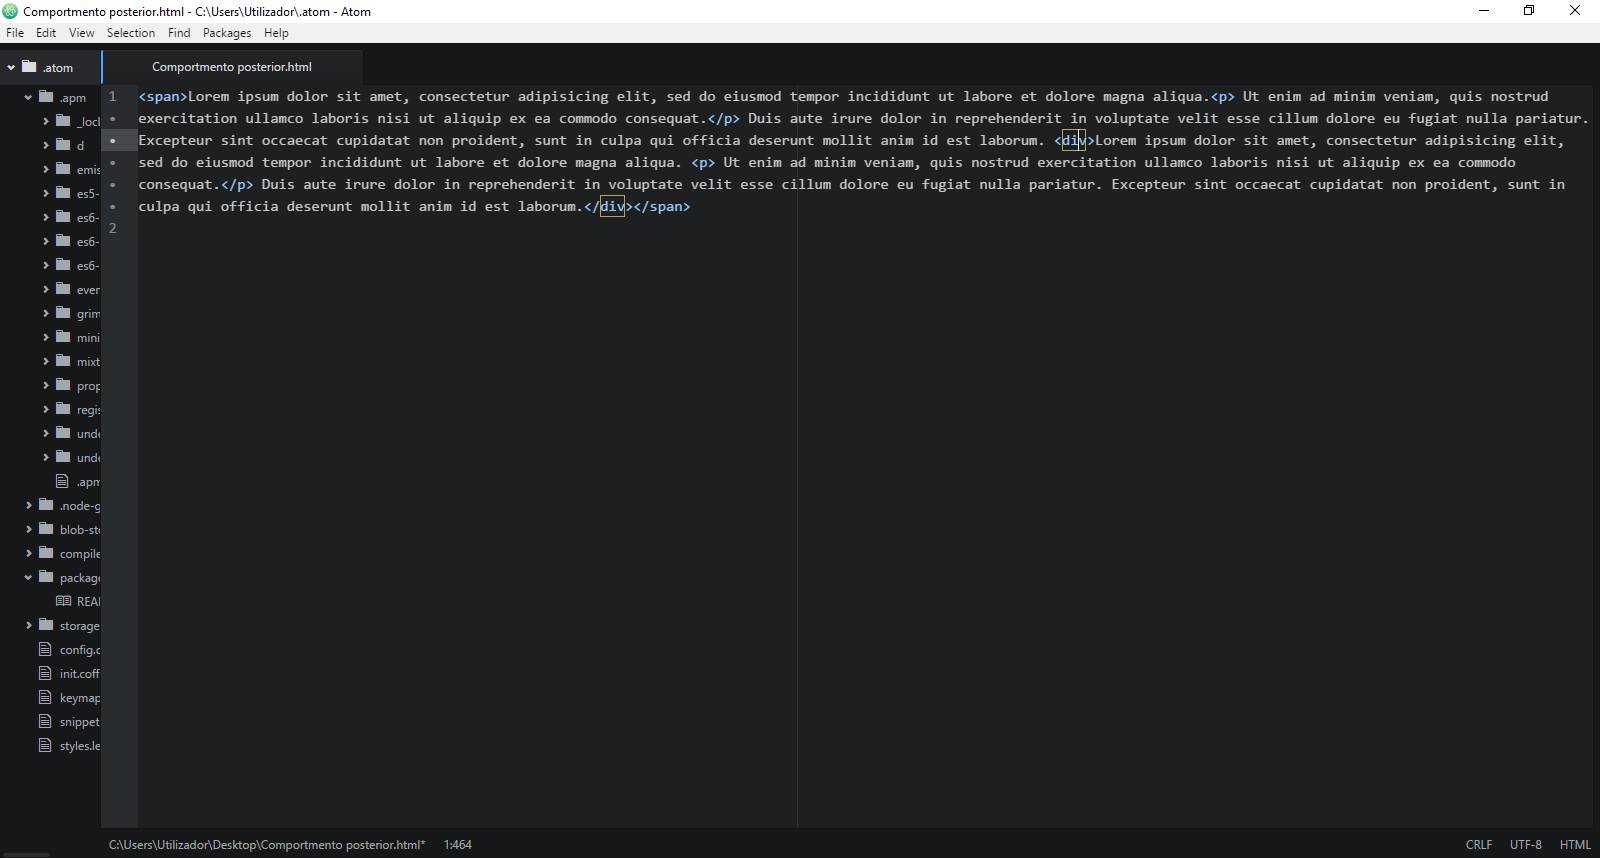 Comportmento posterior.html - C:\Users\Utilizador\.atom - Atom
File Edit View Selection Find Packages Help
.atom
Comportmento posterior.html
.apm
_loc
d
emis
es5-
es6-
es6-
es6-
ever
grim
mini
mixt
prop
regis
unde
unde
.apm
.node-g
blob-sto
compile
package
REAI
storage
config.c
init.coff
keymap
snippet
styles.le
1 <span>Lorem ipsum dolor sit amet, consectetur adipisicing elit, sed do eiusmod tempor incididunt ut labore et dolore magna aliqua.<p> Ut enim ad minim veniam, quis nostrud
• exercitation ullamco laboris nisi ut aliquip ex ea commodo consequat.</p> Duis aute irure dolor in reprehenderit in voluptate velit esse cillum dolore eu fugiat nulla pariatur.
• Excepteur sint occaecat cupidatat non proident, sunt in culpa qui officia deserunt mollit anim id est laborum. <div>Lorem ipsum dolor sit amet, consectetur adipisicing elit,
• sed do eiusmod tempor incididunt ut labore et dolore magna aliqua. <p> Ut enim ad minim veniam, quis nostrud exercitation ullamco laboris nisi ut aliquip ex ea commodo
• consequat.</p> Duis aute irure dolor in reprehenderit in voluptate velit esse cillum dolore eu fugiat nulla pariatur. Excepteur sint occaecat cupidatat non proident, sunt in
• culpa qui officia deserunt mollit anim id est laborum.</div></span>
2
C:\Users\Utilizador\Desktop\Comportmento posterior.html* 1:464
CRLF UTF-8 HTML